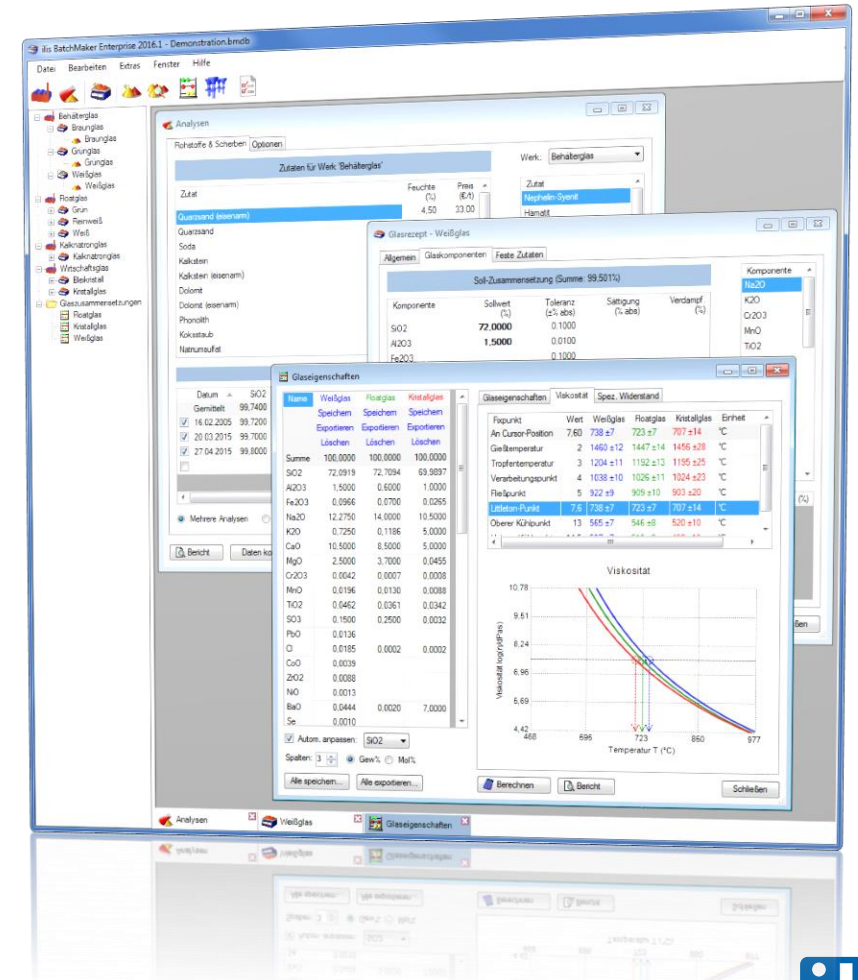 ilis BatchMaker Enterprise 2016.1 - Demonstration.bmdb
Datei Bearbeiten Extras Fenster Hilfe
Behälterglas
Braunglas
Braunglas
Grünglas
Grünglas
Weißglas
Weißglas
Floatglas
Grün
Reinweiß
Weiß
Kalknatronglas
Kalknatronglas
Wirtschaftsglas
Bleikristall
Kristallglas
Glaszusammensetzungen
Floatglas
Kristallglas
Weißglas
Analysen
Rohstoffe & Scherben Optionen
Zutaten für Werk 'Behälterglas'
Werk: Behälterglas
Zutat Feuchte (%) Preis (€/t)
Quarzsand (eisenarm) 4,50 33.00
Quarzsand
Soda
Kalkstein
Kalkstein (eisenarm)
Dolomit
Dolomit (eisenarm)
Phonolith
Koksstaub
Natriumsulfat
Zutat
Nephelin-Syenit
Hämatit
Datum SiO2
Gemittelt 99,7400
16.02.2005 99,7200
20.03.2015 99,7000
27.04.2015 99,8000
Mehrere Analysen
Bericht Daten ko
Glasrezept - Weißglas
Allgemein Glaskomponenten Feste Zutaten
Soll-Zusammensetzung (Summe: 99.501%)
Komponente Sollwert (%) Toleranz (±% abs) Sättigung (% abs) Verdampf. (%)
SiO2 72,0000 0.1000
Al2O3 1,5000 0.0100
Fe2O3 0.1000
Komponente
Na2O
K2O
Cr2O3
MnO
TiO2
(%)
ßen
Glaseigenschaften
Name Weißglas Floatglas Kristallglas
Speichern Speichern Speichern
Exportieren Exportieren Exportieren
Löschen Löschen Löschen
Summe 100,0000 100,0000 100,0000
SiO2 72,0919 72,7094 69,9897
Al2O3 1,5000 0,6000 1,0000
Fe2O3 0,0966 0,0700 0,0265
Na2O 12,2750 14,0000 10,5000
K2O 0,7250 0,1186 5,0000
CaO 10,5000 8,5000 5,0000
MgO 2,5000 3,7000 0,0455
Cr2O3 0,0042 0,0007 0,0008
MnO 0,0196 0,0130 0,0088
TiO2 0,0462 0,0361 0,0342
SO3 0,1500 0,2500 0,0032
PbO 0,0136
Cl 0,0185 0,0002 0,0002
CoO 0,0039
ZrO2 0,0088
NiO 0,0013
BaO 0,0444 0,0020 7,0000
Se 0,0010
Autom. anpassen: SiO2
Spalten: 3 Gew% Mol%
Alle speichern... Alle exportieren...
Glaseigenschaften Viskosität Spez. Widerstand
Fixpunkt Wert Weißglas Floatglas Kristallglas Einheit
An Cursor-Position 7,60 738 ±7 723 ±7 707 ±14 °C
Gießtemperatur 2 1460 ±12 1447 ±14 1456 ±28 °C
Tropfentemperatur 3 1204 ±11 1192 ±13 1195 ±25 °C
Verarbeitungspunkt 4 1038 ±10 1026 ±11 1024 ±23 °C
Fließpunkt 5 922 ±9 909 ±10 903 ±20 °C
Littleton-Punkt 7,6 738 ±7 723 ±7 707 ±14 °C
Oberer Kühlpunkt 13 565 ±7 546 ±8 520 ±10 °C
Viskosität
Viskosität log(η/dPas)
10,78
9,51
8,24
6,96
5,69
4,42
468 595 723 850 977
Temperatur T (°C)
Berechnen Bericht Schließen
Analysen Weißglas Glaseigenschaften